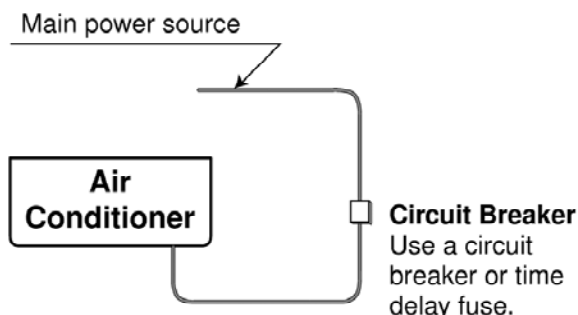 Main power source
Air
Conditioner
Circuit Breaker
Use a circuit
breaker or time
delay fuse.